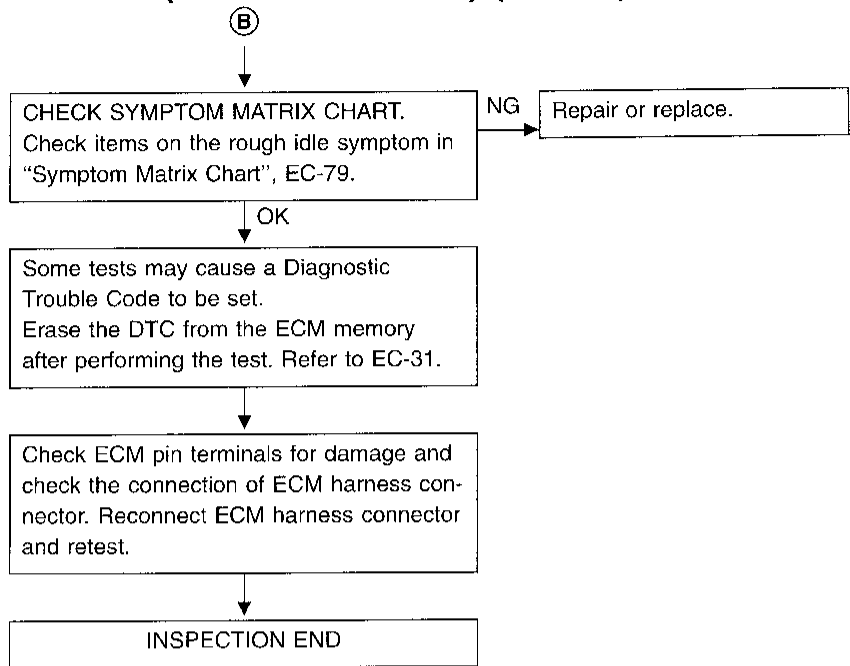 B
CHECK SYMPTOM MATRIX CHART.
Check items on the rough idle symptom in
“Symptom Matrix Chart”, EC-79.
NG
Repair or replace.
OK
Some tests may cause a Diagnostic
Trouble Code to be set.
Erase the DTC from the ECM memory
after performing the test. Refer to EC-31.
Check ECM pin terminals for damage and
check the connection of ECM harness con-
nector. Reconnect ECM harness connector
and retest.
INSPECTION END